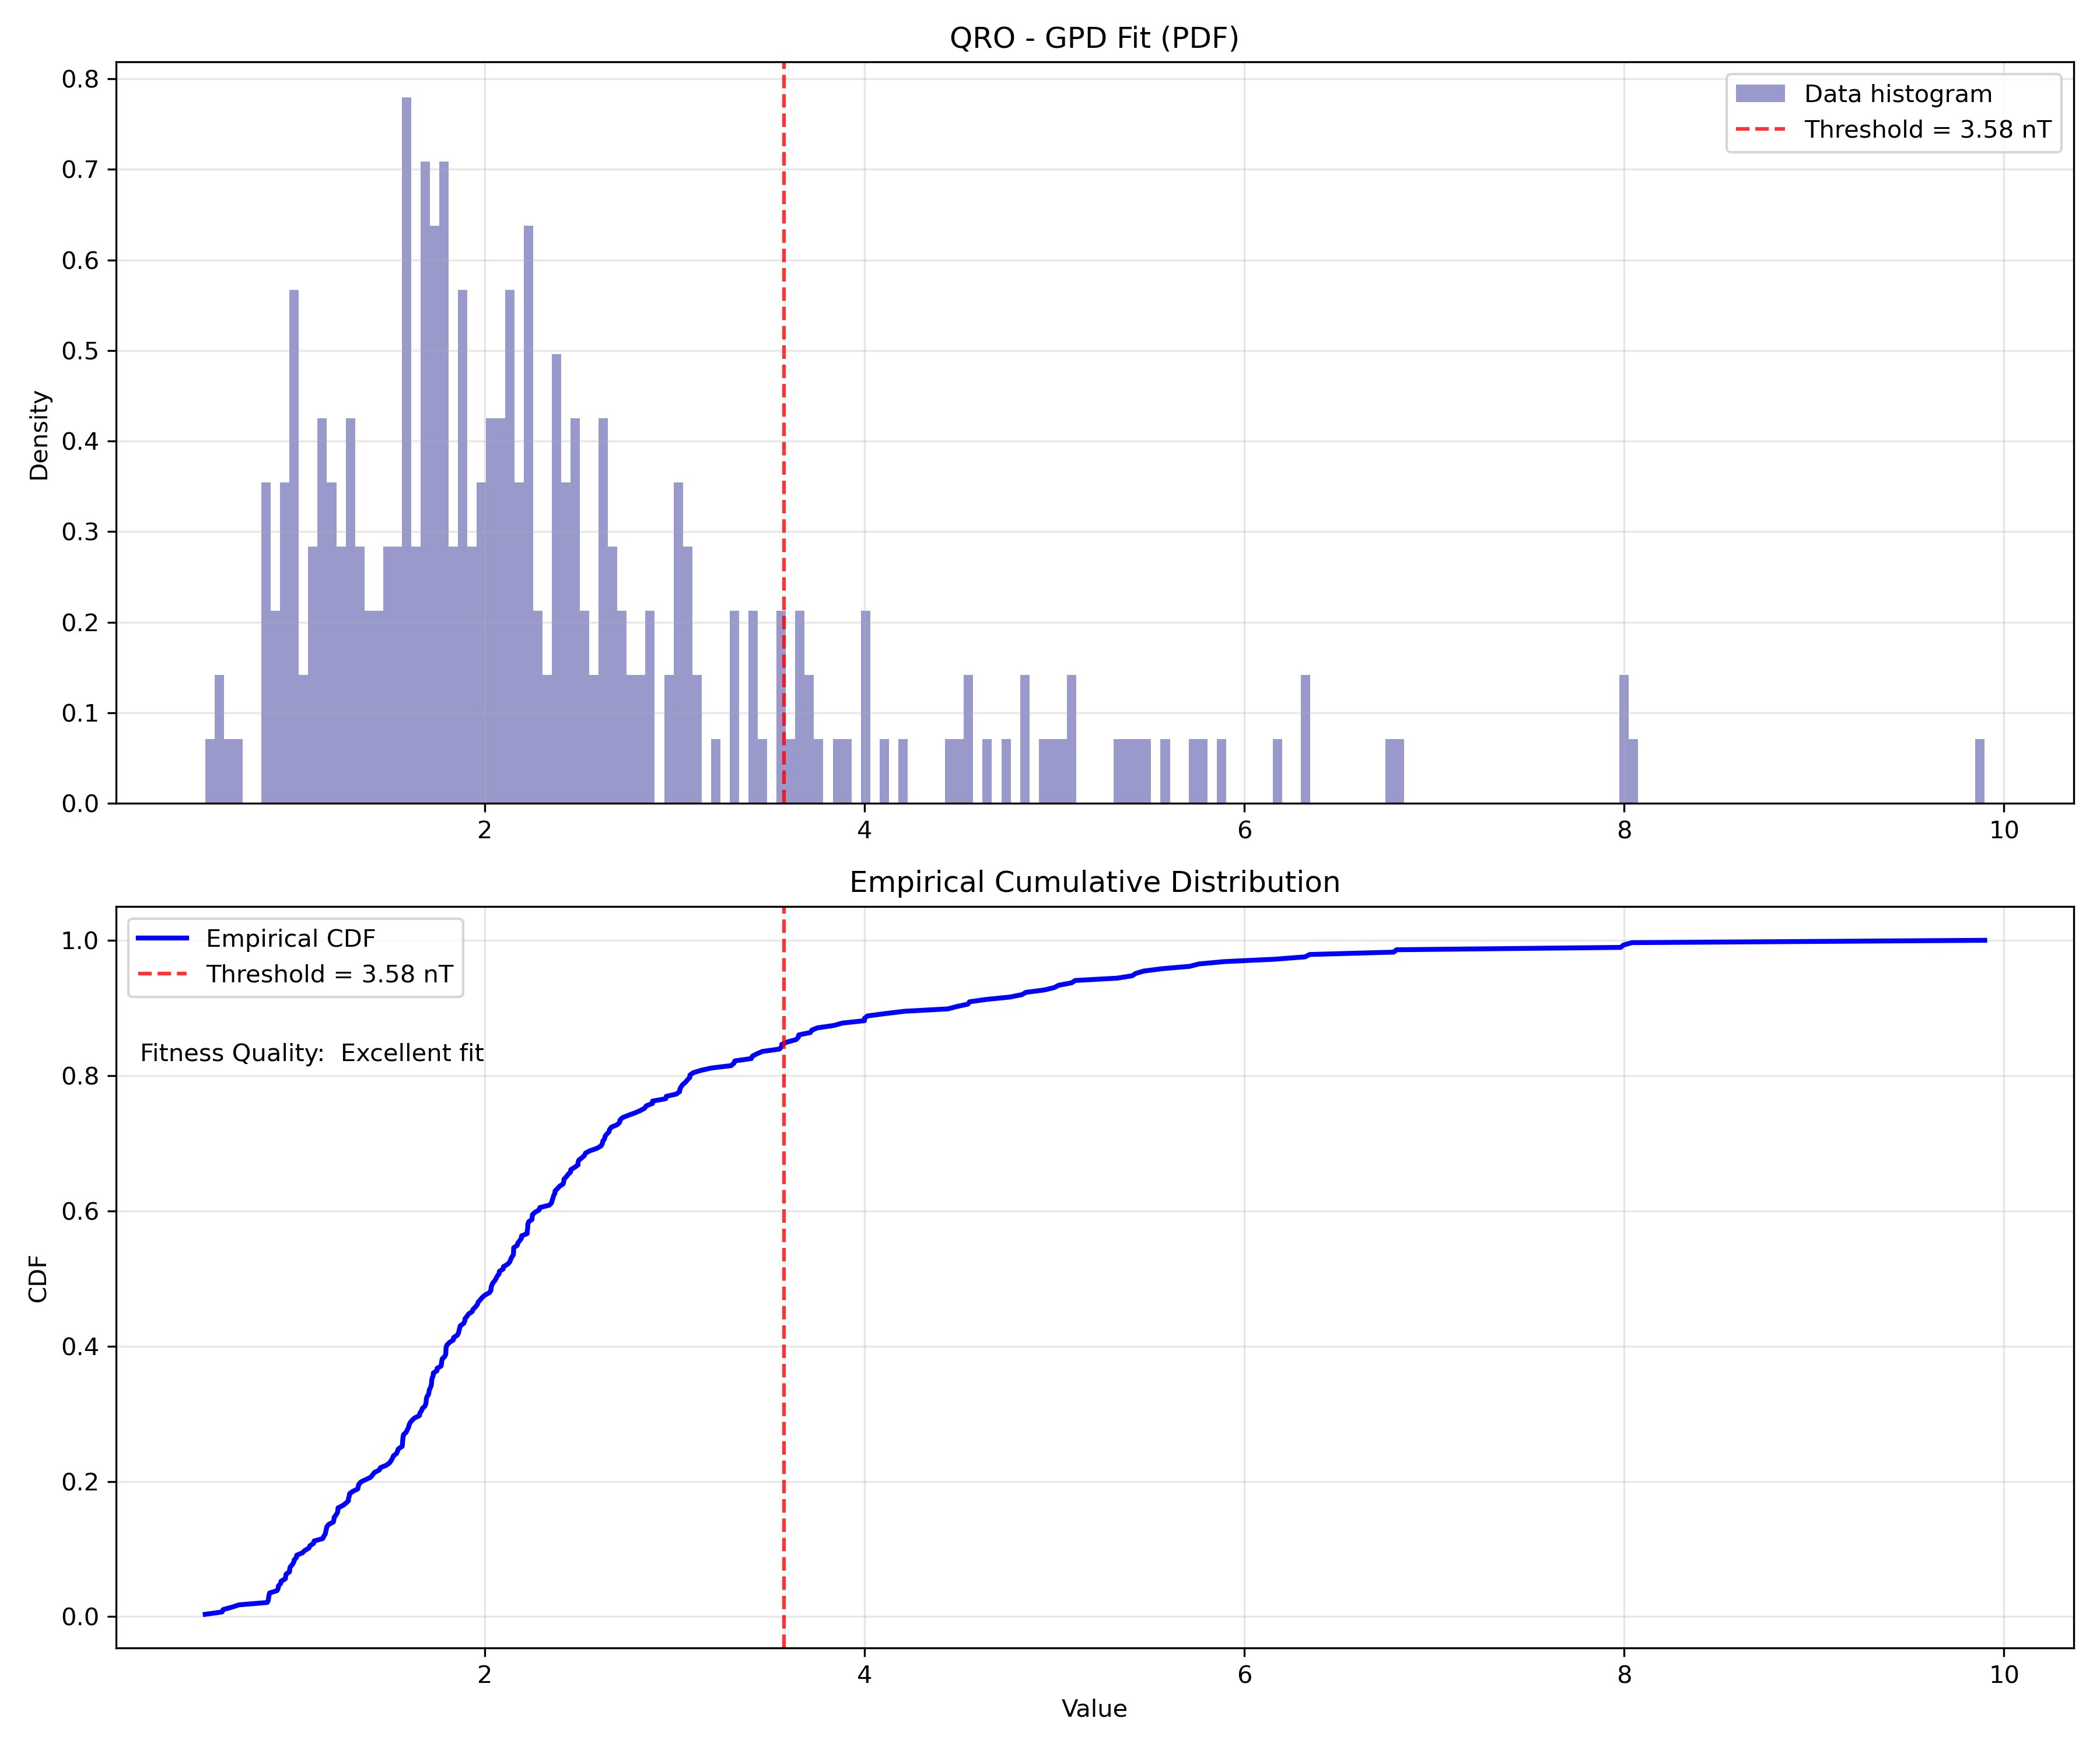 QRO - GPD Fit (PDF)
Density
0.8
0.7
0.6
0.5
0.4
0.3
0.2
0.1
0.0
Data histogram
Threshold = 3.58 nT
2 4 6 8 10
Empirical Cumulative Distribution
CDF
1.0
0.8
0.6
0.4
0.2
0.0
Empirical CDF
Threshold = 3.58 nT
Fitness Quality: Excellent fit
2 4 6 8 10
Value